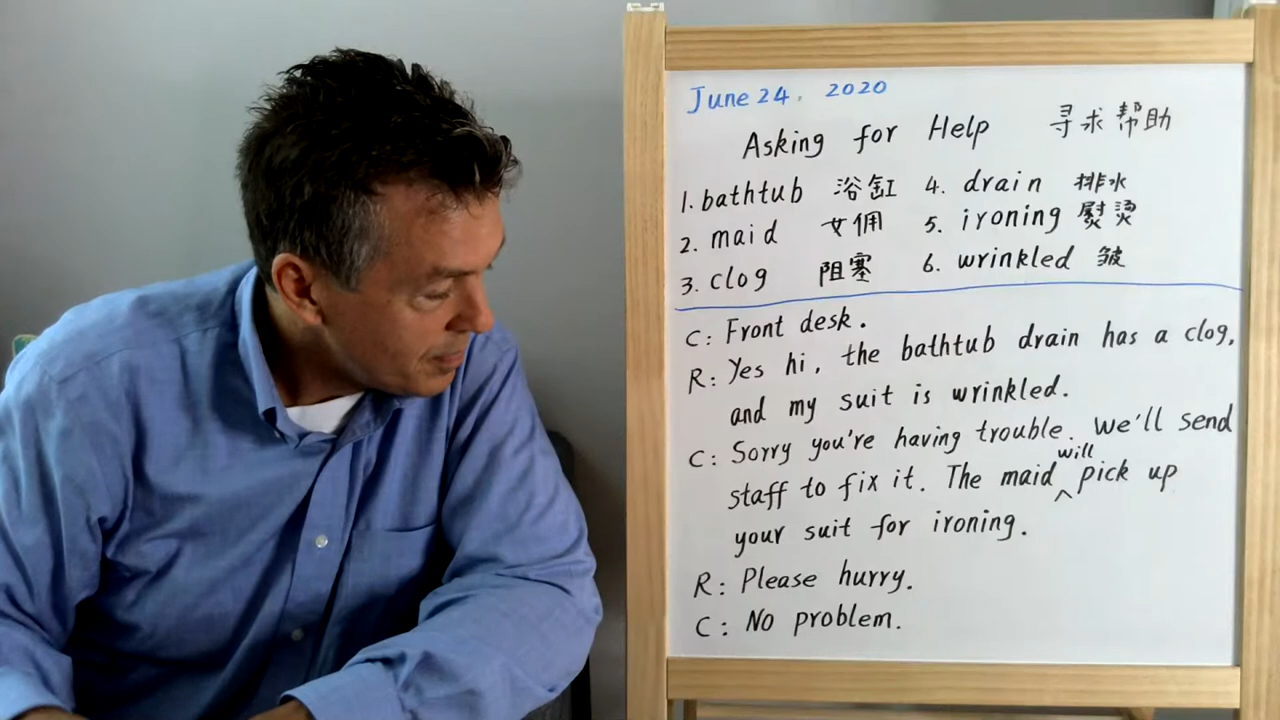 June 24, 2020
Asking for Help 寻求帮助
1. bathtub 浴缸 4. drain 排水
2. maid 女佣 5. ironing 熨烫
3. clog 阻塞 6. wrinkled 皱
C: Front desk.
R: Yes hi, the bathtub drain has a clog,
and my suit is wrinkled.
C: Sorry you're having trouble. We'll send
staff to fix it. The maid will pick up
your suit for ironing.
R: Please hurry.
C: No problem.